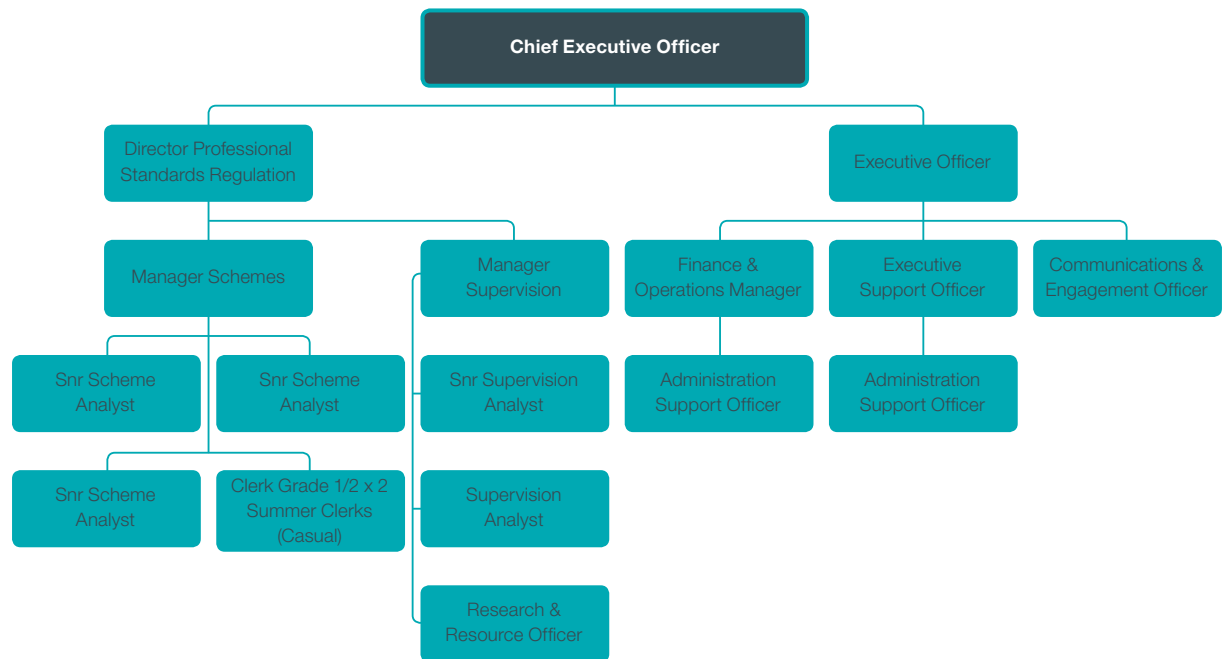 Chief Executive Officer
Director Professional
Standards Regulation
Executive Officer
Manager Schemes
Manager
Supervision
Finance &
Operations Manager
Executive
Support Officer
Communications &
Engagement Officer
Snr Scheme
Analyst
Snr Scheme
Analyst
Snr Supervision
Analyst
Administration
Support Officer
Administration
Support Officer
Snr Scheme
Analyst
Clerk Grade 1/2 x 2
Summer Clerks
(Casual)
Supervision
Analyst
Research &
Resource Officer